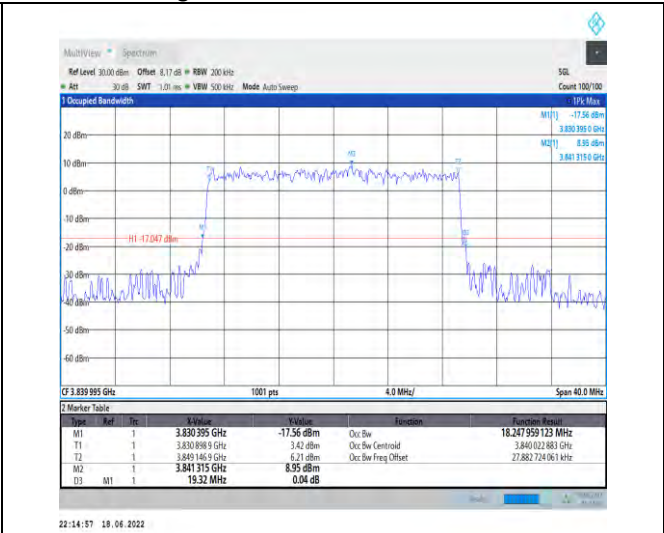 MultiView Spectrum
Ref Level 30.00 dBm Offset 8.17 dB RBW 200 kHz SGL
Att 30 dB SWT 1.01 ms VBW 500 kHz Mode Auto Sweep Count 100/100
1 Occupied Bandwidth 1Pk Max
M1[1] -17.56 dBm
3.830 395 0 GHz
20 dBm
M2[1] 8.95 dBm
3.841 315 0 GHz
10 dBm
M2
0 dBm
-10 dBm
H1 -17.047 dBm
-20 dBm
-30 dBm
-40 dBm
-50 dBm
-60 dBm
CF 3.839 995 GHz 1001 pts 4.0 MHz/ Span 40.0 MHz
2 Marker Table
Type Ref Trc X-Value Y-Value Function Function Result
M1 1 3.830 395 GHz -17.56 dBm Occ Bw 18.247 959 123 MHz
T1 1 3.830 898 9 GHz 3.42 dBm Occ Bw Centroid 3.840 022 883 GHz
T2 1 3.849 146 9 GHz 6.21 dBm Occ Bw Freq Offset 27.882 724 061 kHz
M2 1 3.841 315 GHz 8.95 dBm
D3 M1 1 19.32 MHz 0.04 dB
22:14:57 18.06.2022